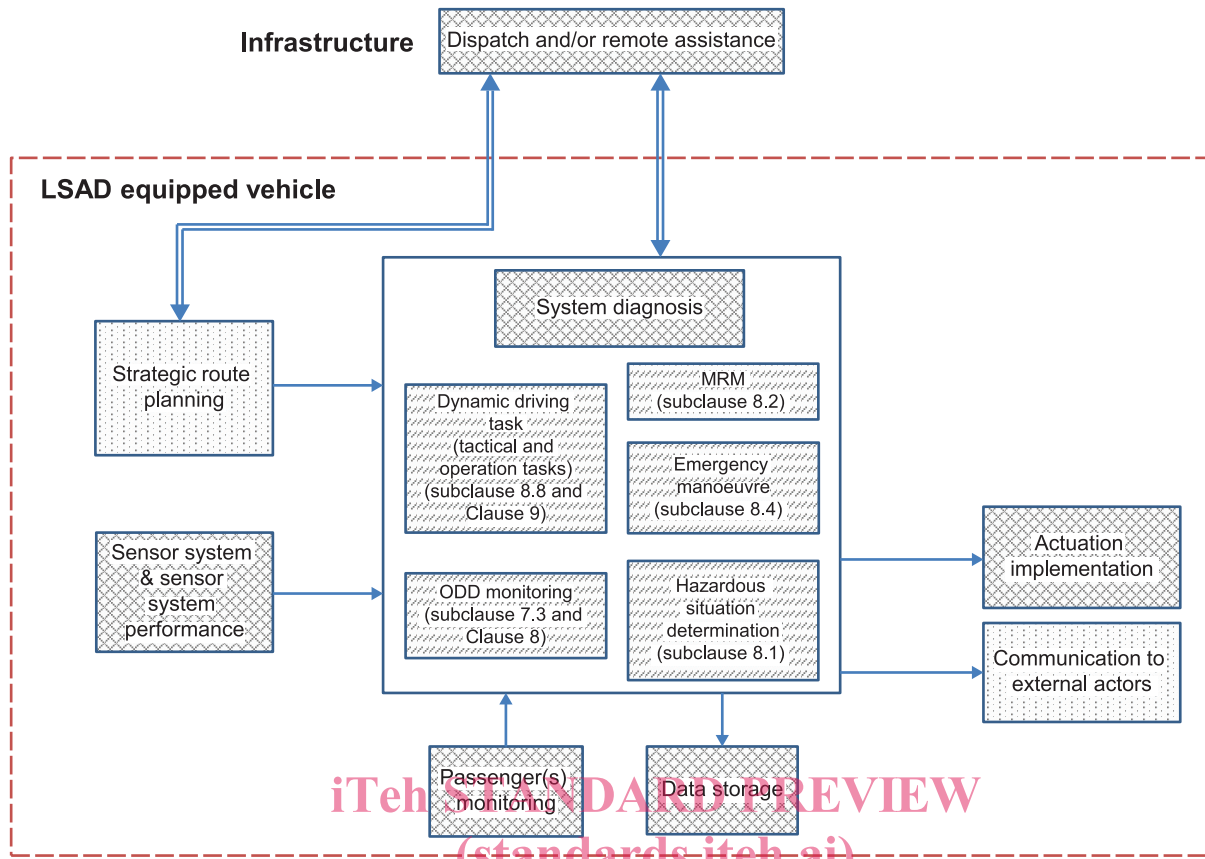 Infrastructure
Dispatch and/or remote assistance
LSAD equipped vehicle
System diagnosis
Strategic route
planning
MRM
(subclause 8.2)
Dynamic driving
task
(tactical and
operation tasks)
(subclause 8.8 and
Clause 9)
Emergency
manoeuvre
(subclause 8.4)
Sensor system
& sensor
system
performance
ODD monitoring
(subclause 7.3 and
Clause 8)
Hazardous
situation
determination
(subclause 8.1)
Actuation
implementation
Communication to
external actors
Passenger(s)
monitoring
Data storage
iTeh STANDARD PREVIEW
(standards.iteh.ai)